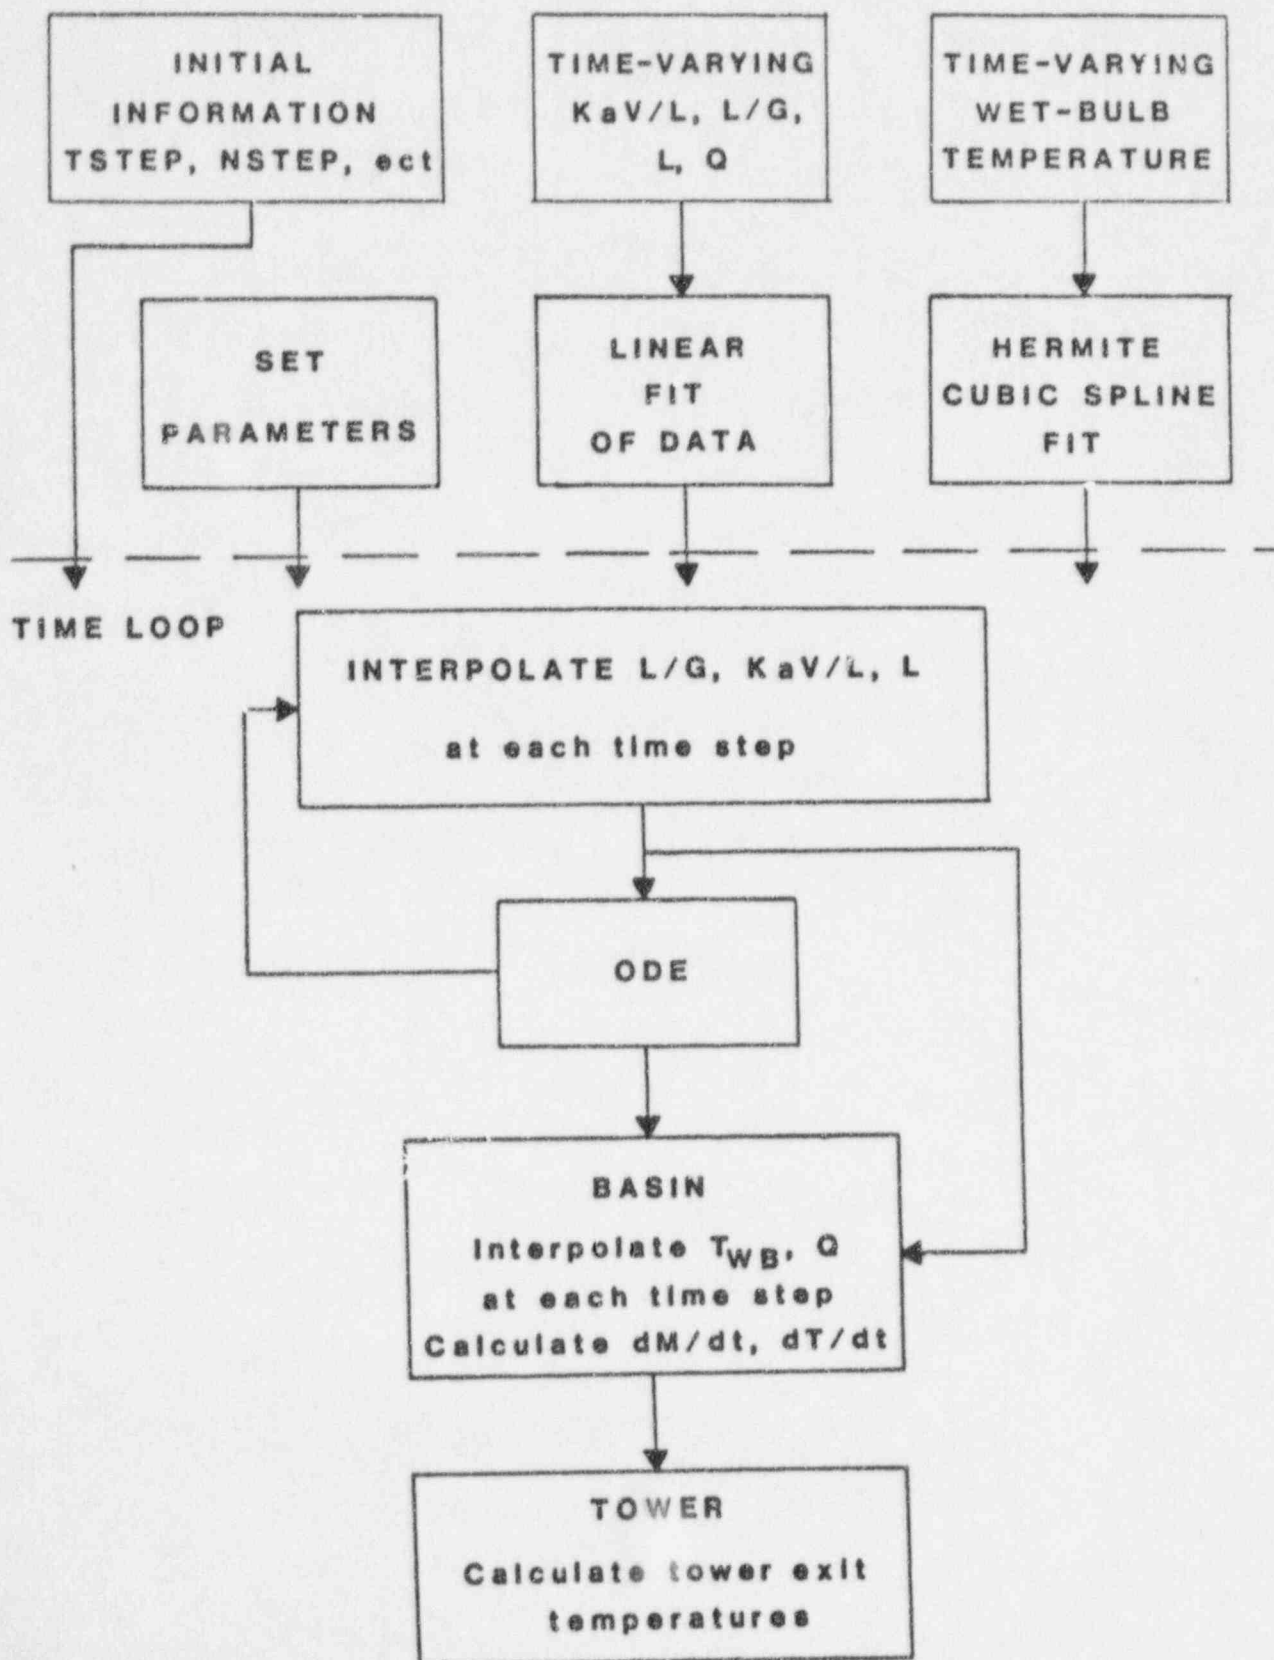 INITIAL
INFORMATION
TSTEP, NSTEP, ect
TIME-VARYING
KaV/L, L/G,
L, Q
TIME-VARYING
WET-BULB
TEMPERATURE
SET
PARAMETERS
LINEAR
FIT
OF DATA
HERMITE
CUBIC SPLINE
FIT
TIME LOOP
INTERPOLATE L/G, KaV/L, L
at each time step
ODE
BASIN
Interpolate TWB, Q
at each time step
Calculate dM/dt, dT/dt
TOWER
Calculate tower exit
temperatures